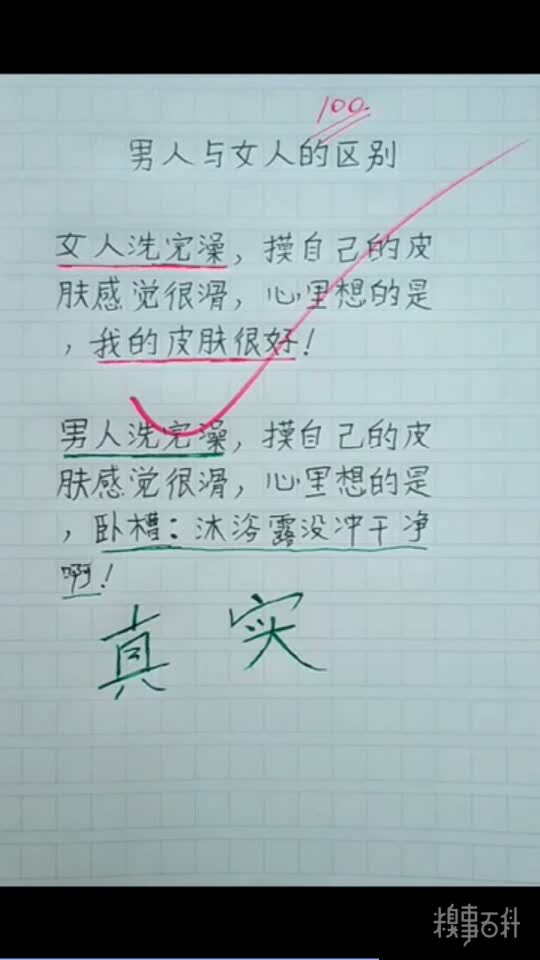 100.
男人与女人的区别
女人洗完澡，摸自己的皮
肤感觉很滑，心里想的是
，我的皮肤很好！
男人洗完澡，摸自己的皮
肤感觉很滑，心里想的是
，卧槽：沐浴露没冲干净
啊！
真实
糗事百科